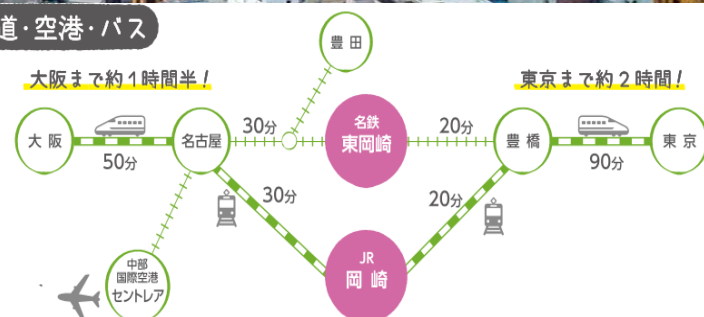 道・空港・バス
豊田
大阪まで約1時間半!
東京まで約2時間!
大阪
50分
名古屋
30分
名鉄
東岡崎
20分
豊橋
90分
東京
30分
20分
JR
岡崎
中部
国際空港
セントレア